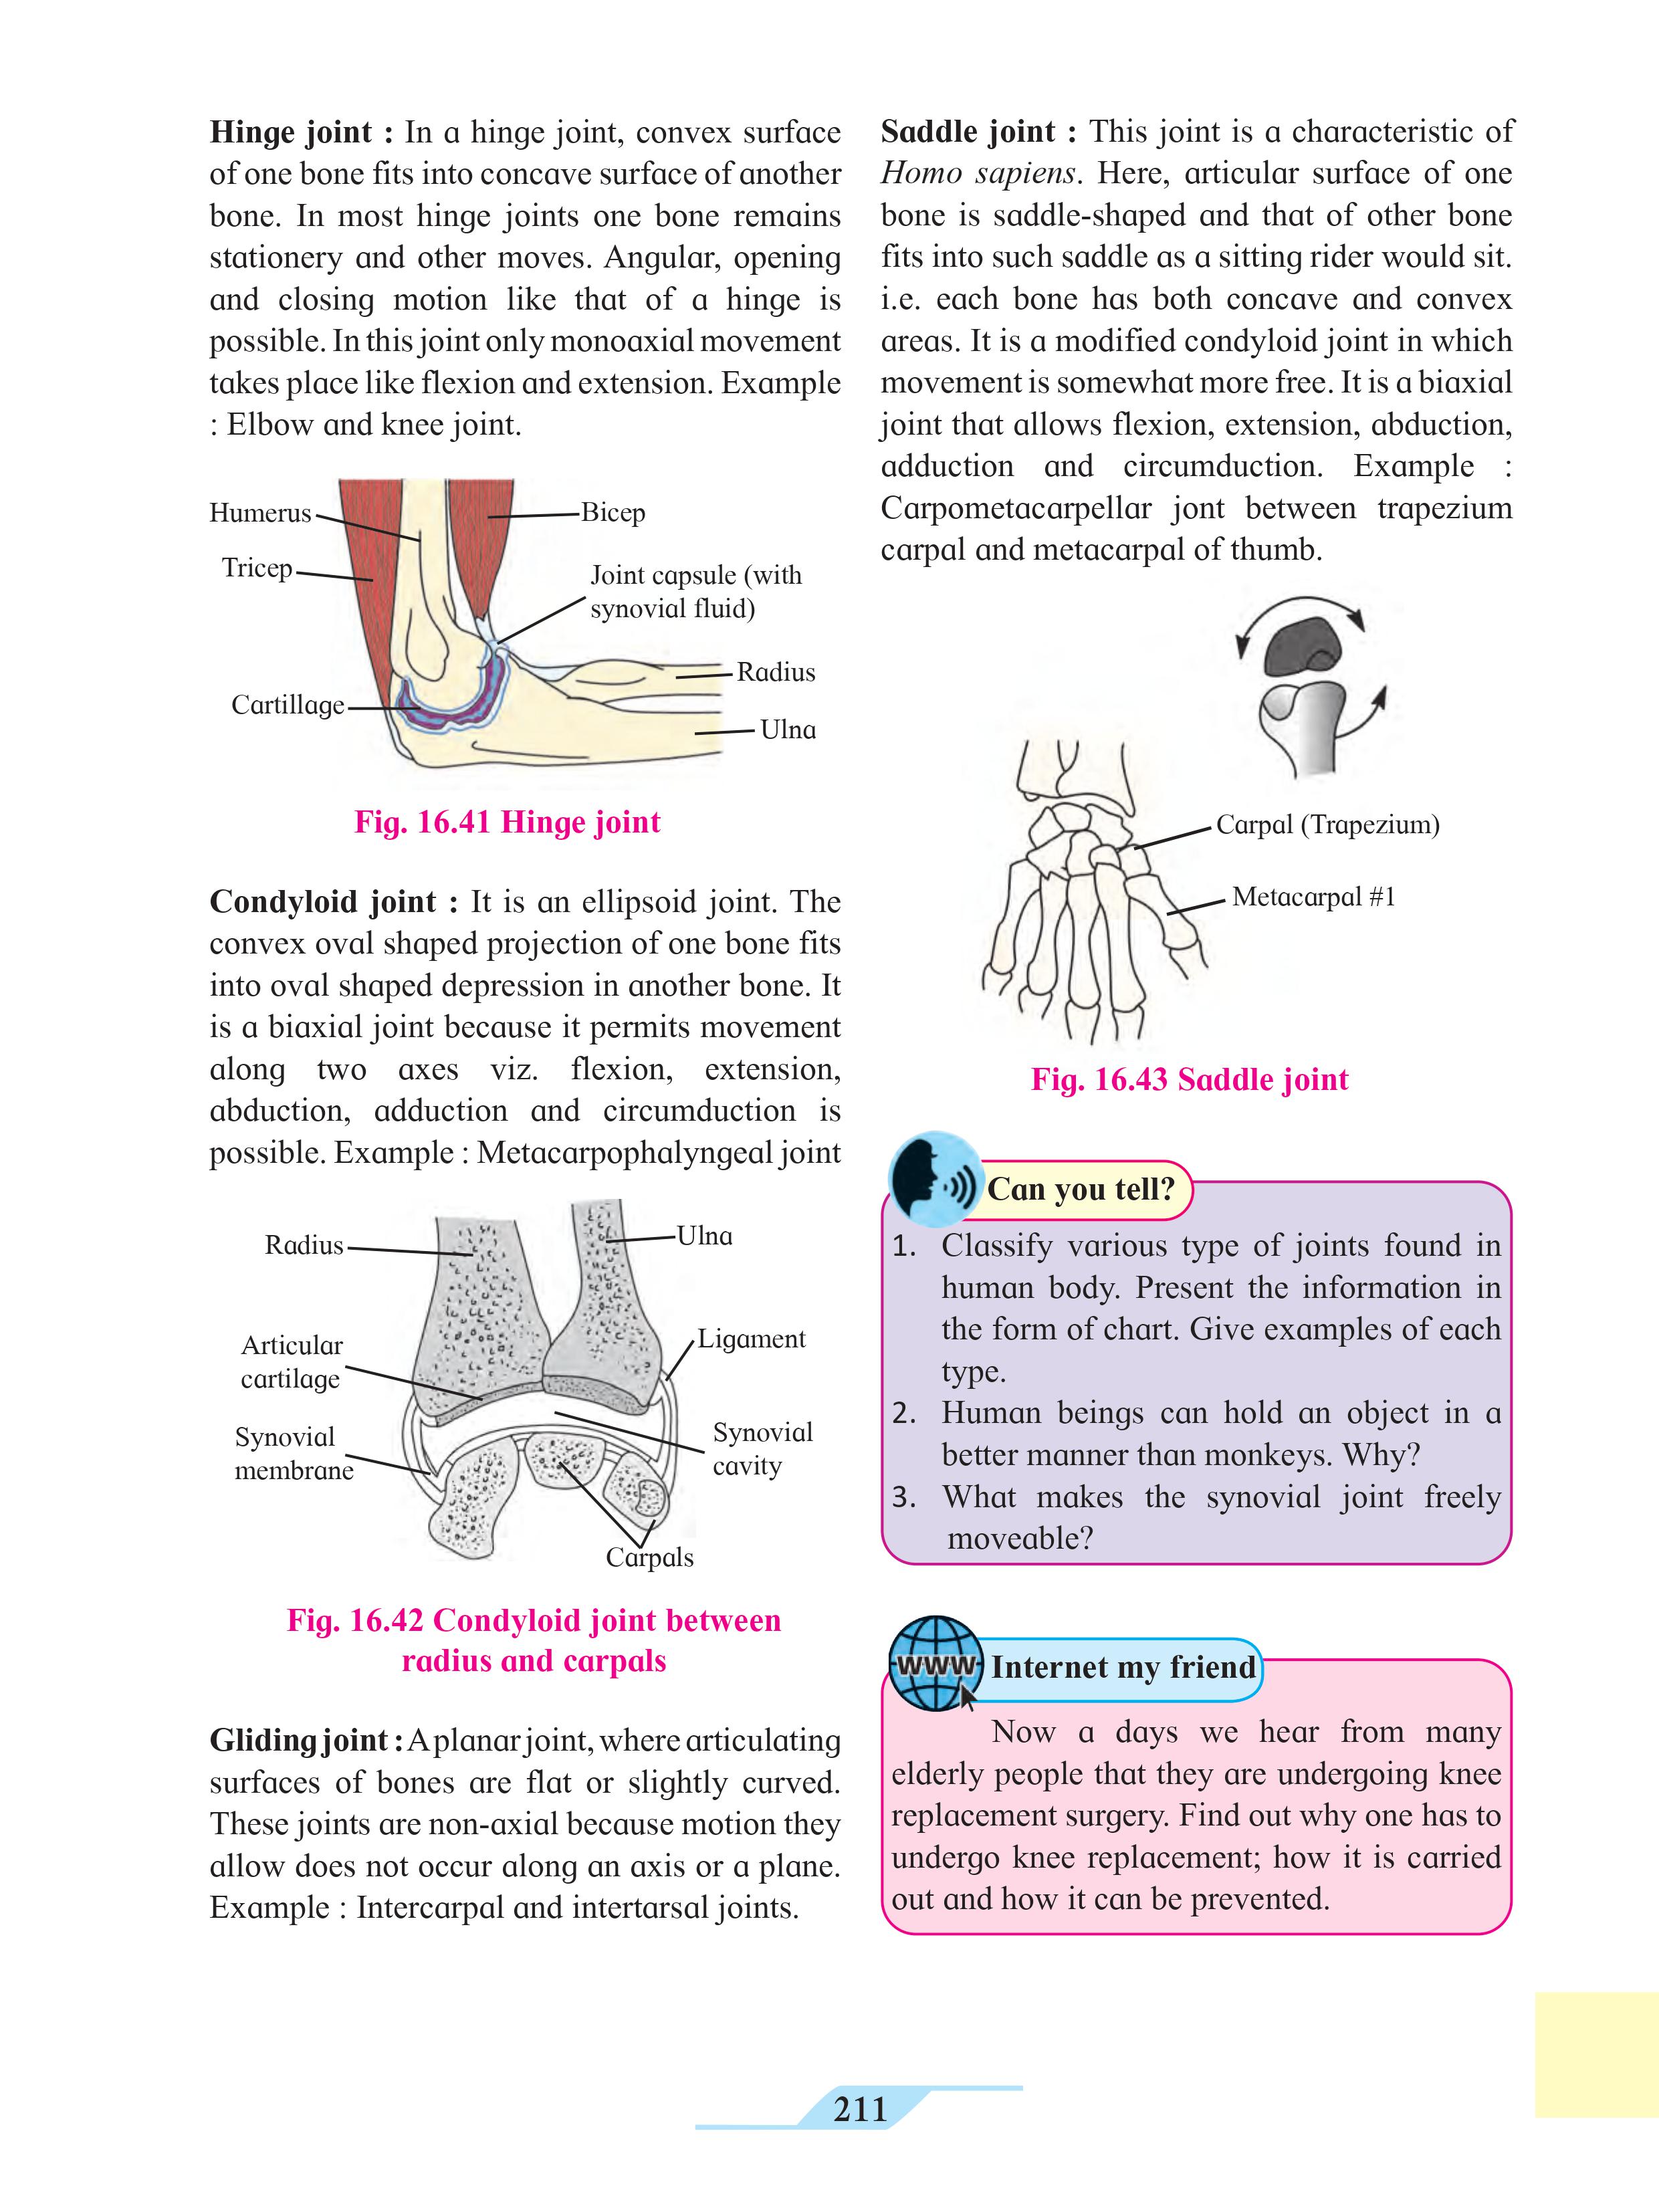 Hinge joint : In a hinge joint, convex surface
of one bone fits into concave surface of another
bone. In most hinge joints one bone remains
stationery and other moves. Angular, opening
and closing motion like that of a hinge is
possible. In this joint only monoaxial movement
takes place like flexion and extension. Example
: Elbow and knee joint.
Humerus
Bicep
Tricep
Joint capsule (with
synovial fluid)
Radius
Cartillage
Ulna
Fig. 16.41 Hinge joint
Condyloid joint : It is an ellipsoid joint. The
convex oval shaped projection of one bone fits
into oval shaped depression in another bone. It
is a biaxial joint because it permits movement
along two axes viz. flexion, extension,
abduction, adduction and circumduction is
possible. Example : Metacarpophalyngeal joint
Radius
Ulna
Articular
cartilage
Ligament
Synovial
membrane
Synovial
cavity
Carpals
Fig. 16.42 Condyloid joint between
radius and carpals
Gliding joint : A planar joint, where articulating
surfaces of bones are flat or slightly curved.
These joints are non-axial because motion they
allow does not occur along an axis or a plane.
Example : Intercarpal and intertarsal joints.
Saddle joint : This joint is a characteristic of
Homo sapiens. Here, articular surface of one
bone is saddle-shaped and that of other bone
fits into such saddle as a sitting rider would sit.
i.e. each bone has both concave and convex
areas. It is a modified condyloid joint in which
movement is somewhat more free. It is a biaxial
joint that allows flexion, extension, abduction,
adduction and circumduction. Example :
Carpometacarpellar jont between trapezium
carpal and metacarpal of thumb.
Carpal (Trapezium)
Metacarpal #1
Fig. 16.43 Saddle joint
Can you tell?
1. Classify various type of joints found in
human body. Present the information in
the form of chart. Give examples of each
type.
2. Human beings can hold an object in a
better manner than monkeys. Why?
3. What makes the synovial joint freely
moveable?
WWW
Internet my friend
Now a days we hear from many
elderly people that they are undergoing knee
replacement surgery. Find out why one has to
undergo knee replacement; how it is carried
out and how it can be prevented.
211